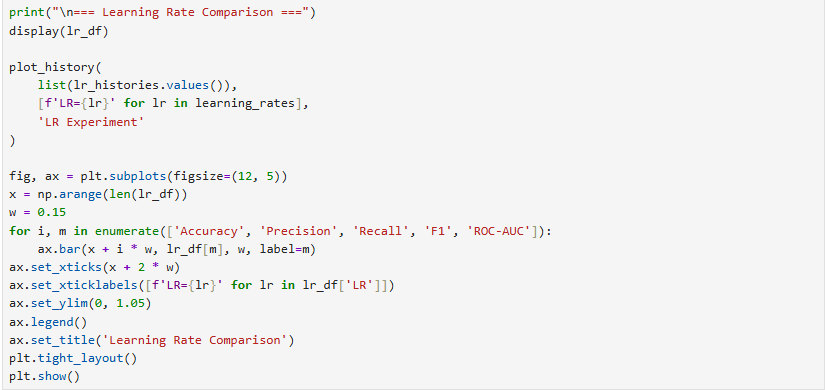 print("\n=== Learning Rate Comparison ===")
display(lr_df)
plot_history(
    list(lr_histories.values()),
    [f'LR={lr}' for lr in learning_rates],
    'LR Experiment'
)
fig, ax = plt.subplots(figsize=(12, 5))
x = np.arange(len(lr_df))
w = 0.15
for i, m in enumerate(['Accuracy', 'Precision', 'Recall', 'F1', 'ROC-AUC']):
    ax.bar(x + i * w, lr_df[m], w, label=m)
ax.set_xticks(x + 2 * w)
ax.set_xticklabels([f'LR={lr}' for lr in lr_df['LR']])
ax.set_ylim(0, 1.05)
ax.legend()
ax.set_title('Learning Rate Comparison')
plt.tight_layout()
plt.show()